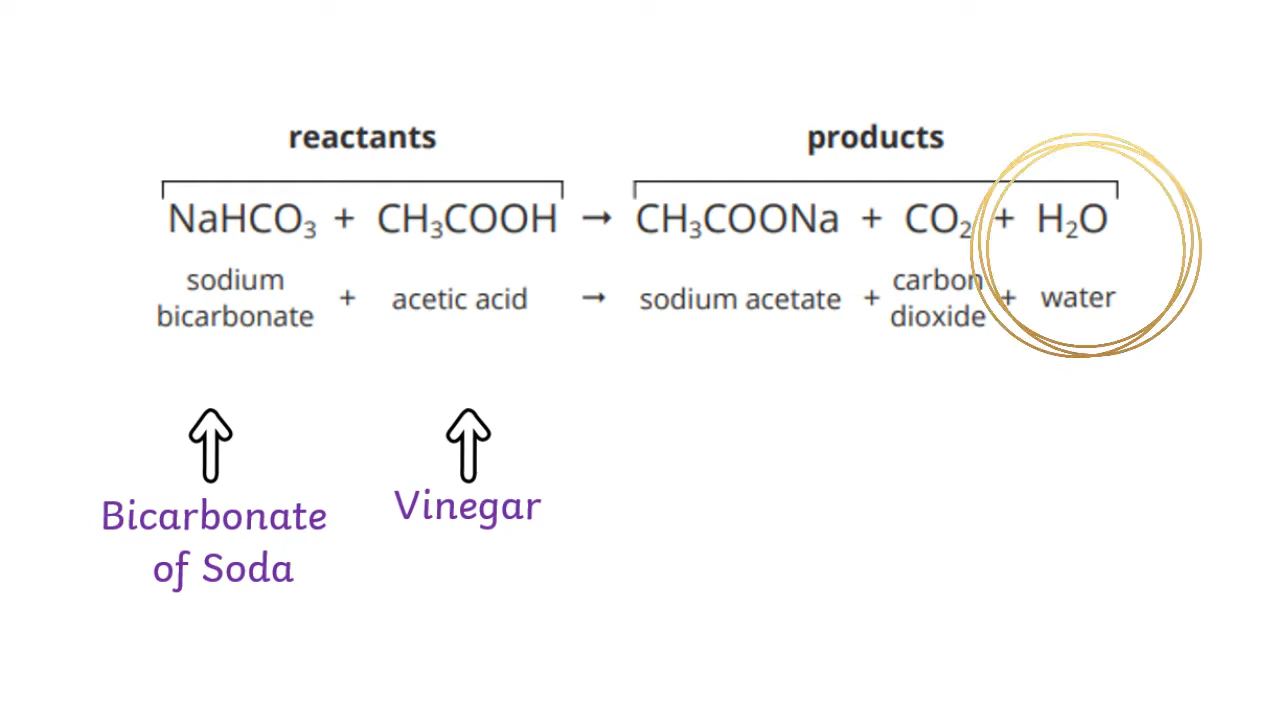 reactants products
NaHCO₃ + CH₃COOH → CH₃COONa + CO₂ + H₂O
sodium bicarbonate + acetic acid → sodium acetate + carbon dioxide + water
Bicarbonate of Soda
Vinegar